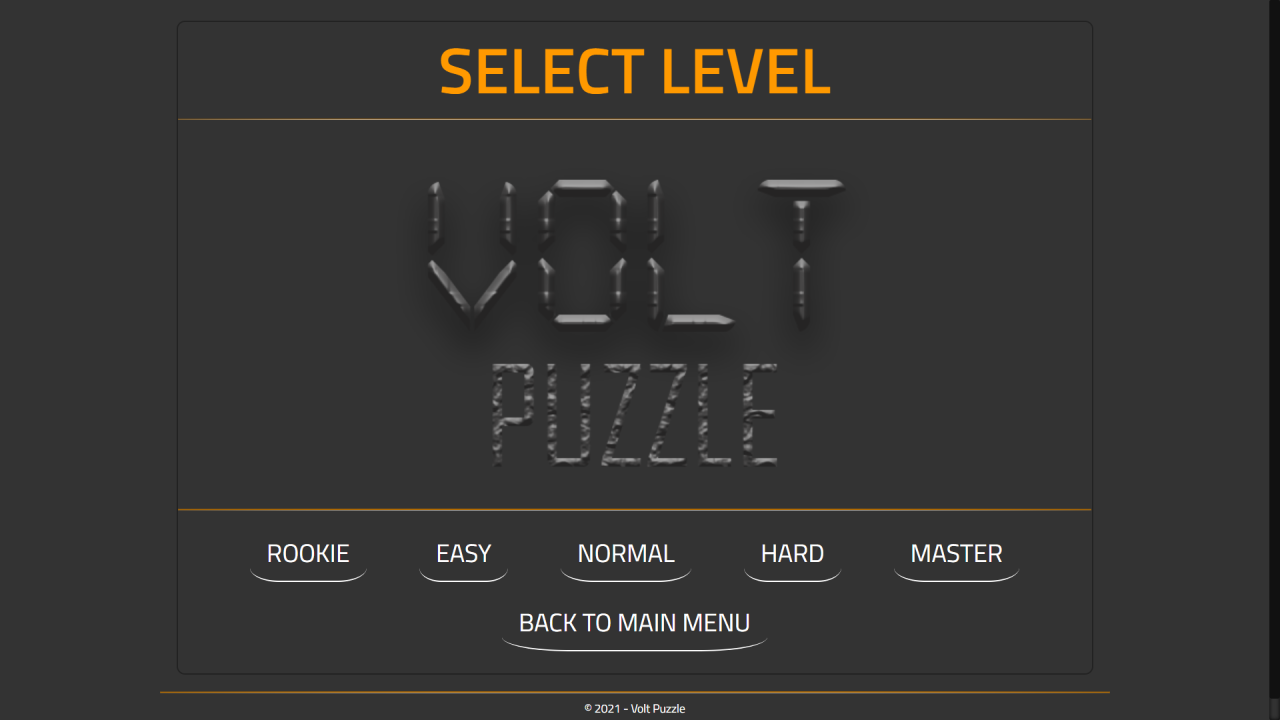 SELECT LEVEL
VOLT
PUZZLE
ROOKIE EASY NORMAL HARD MASTER
BACK TO MAIN MENU
© 2021 - Volt Puzzle